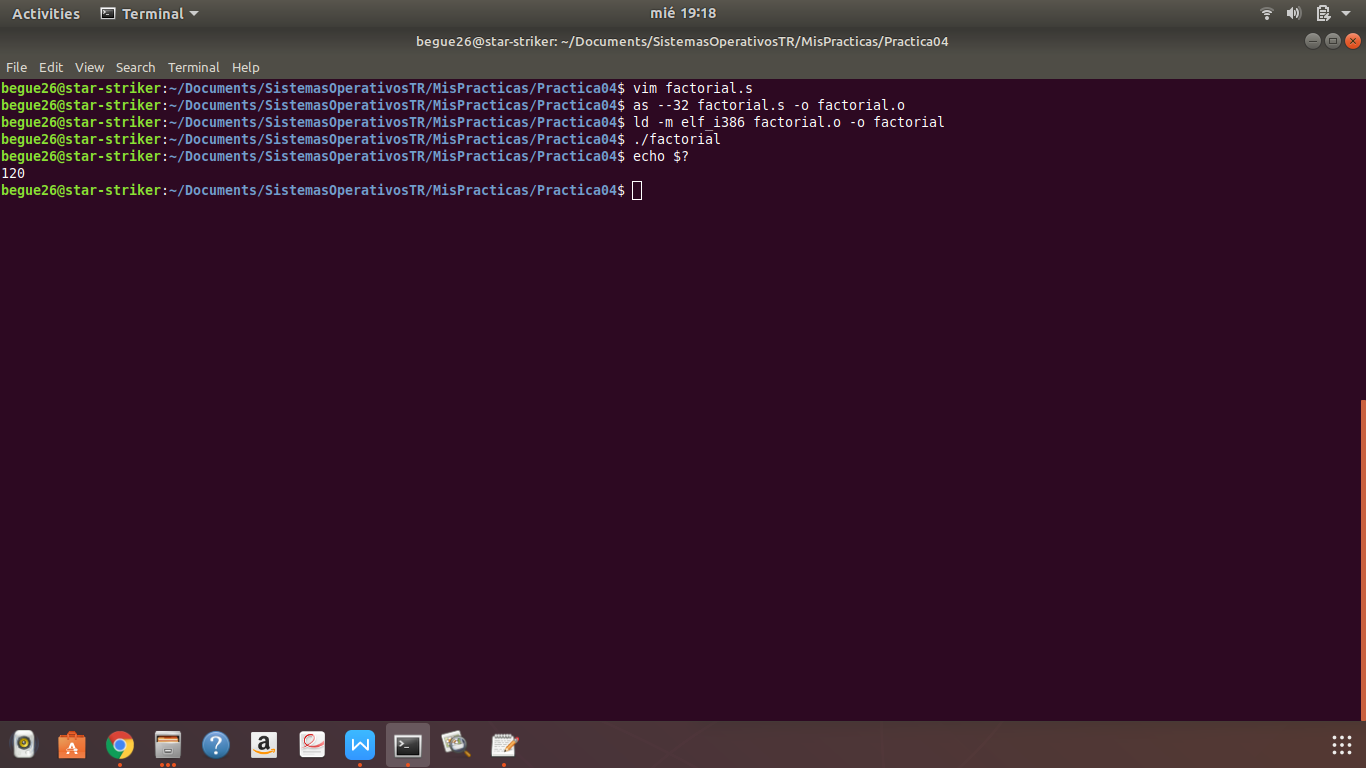 Activities Terminal mié 19:18
begue26@star-striker: ~/Documents/SistemasOperativosTR/MisPracticas/Practica04
File Edit View Search Terminal Help
begue26@star-striker:~/Documents/SistemasOperativosTR/MisPracticas/Practica04$ vim factorial.s
begue26@star-striker:~/Documents/SistemasOperativosTR/MisPracticas/Practica04$ as --32 factorial.s -o factorial.o
begue26@star-striker:~/Documents/SistemasOperativosTR/MisPracticas/Practica04$ ld -m elf_i386 factorial.o -o factorial
begue26@star-striker:~/Documents/SistemasOperativosTR/MisPracticas/Practica04$ ./factorial
begue26@star-striker:~/Documents/SistemasOperativosTR/MisPracticas/Practica04$ echo $?
120
begue26@star-striker:~/Documents/SistemasOperativosTR/MisPracticas/Practica04$